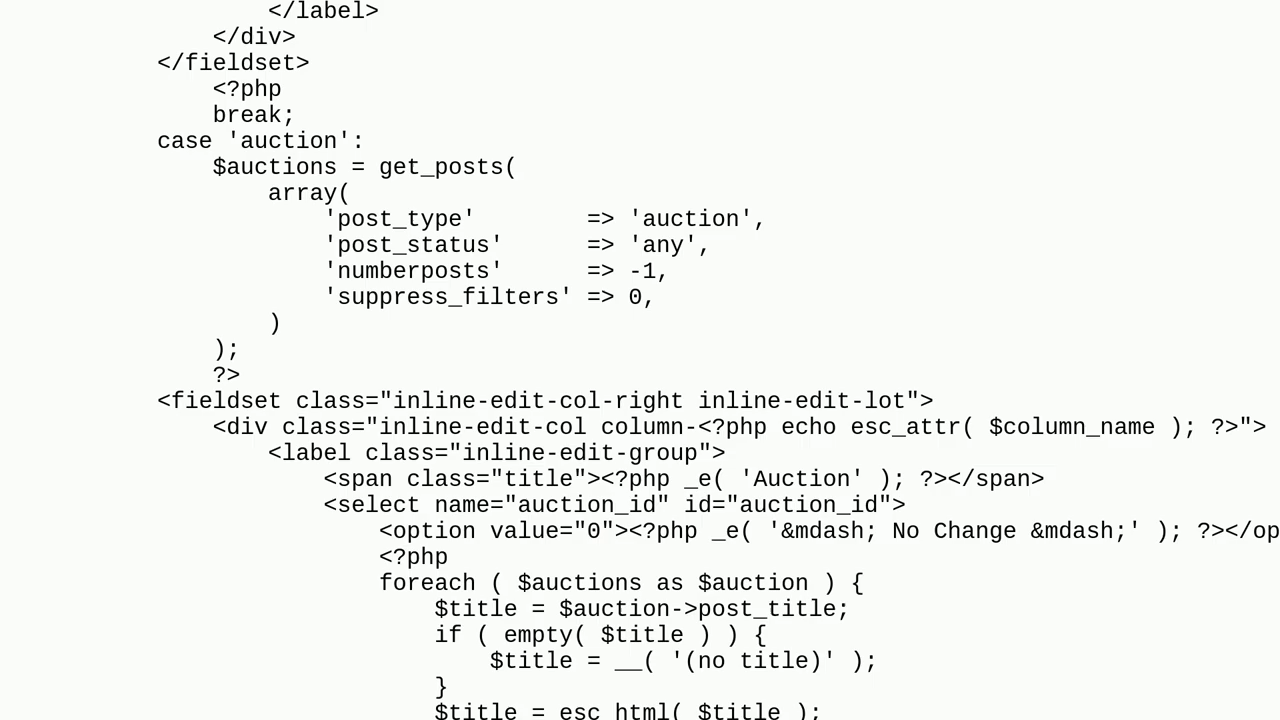 </label>
</div>
</fieldset>
<?php
break;
case 'auction':
$auctions = get_posts(
array(
'post_type' => 'auction',
'post_status' => 'any',
'numberposts' => -1,
'suppress_filters' => 0,
)
);
?>
<fieldset class="inline-edit-col-right inline-edit-lot">
<div class="inline-edit-col column-<?php echo esc_attr( $column_name ); ?>">
<label class="inline-edit-group">
<span class="title"><?php _e( 'Auction' ); ?></span>
<select name="auction_id" id="auction_id">
<option value="0"><?php _e( '&mdash; No Change &mdash;' ); ?></op
<?php
foreach ( $auctions as $auction ) {
$title = $auction->post_title;
if ( empty( $title ) ) {
$title = __( '(no title)' );
}
$title = esc_html( $title );